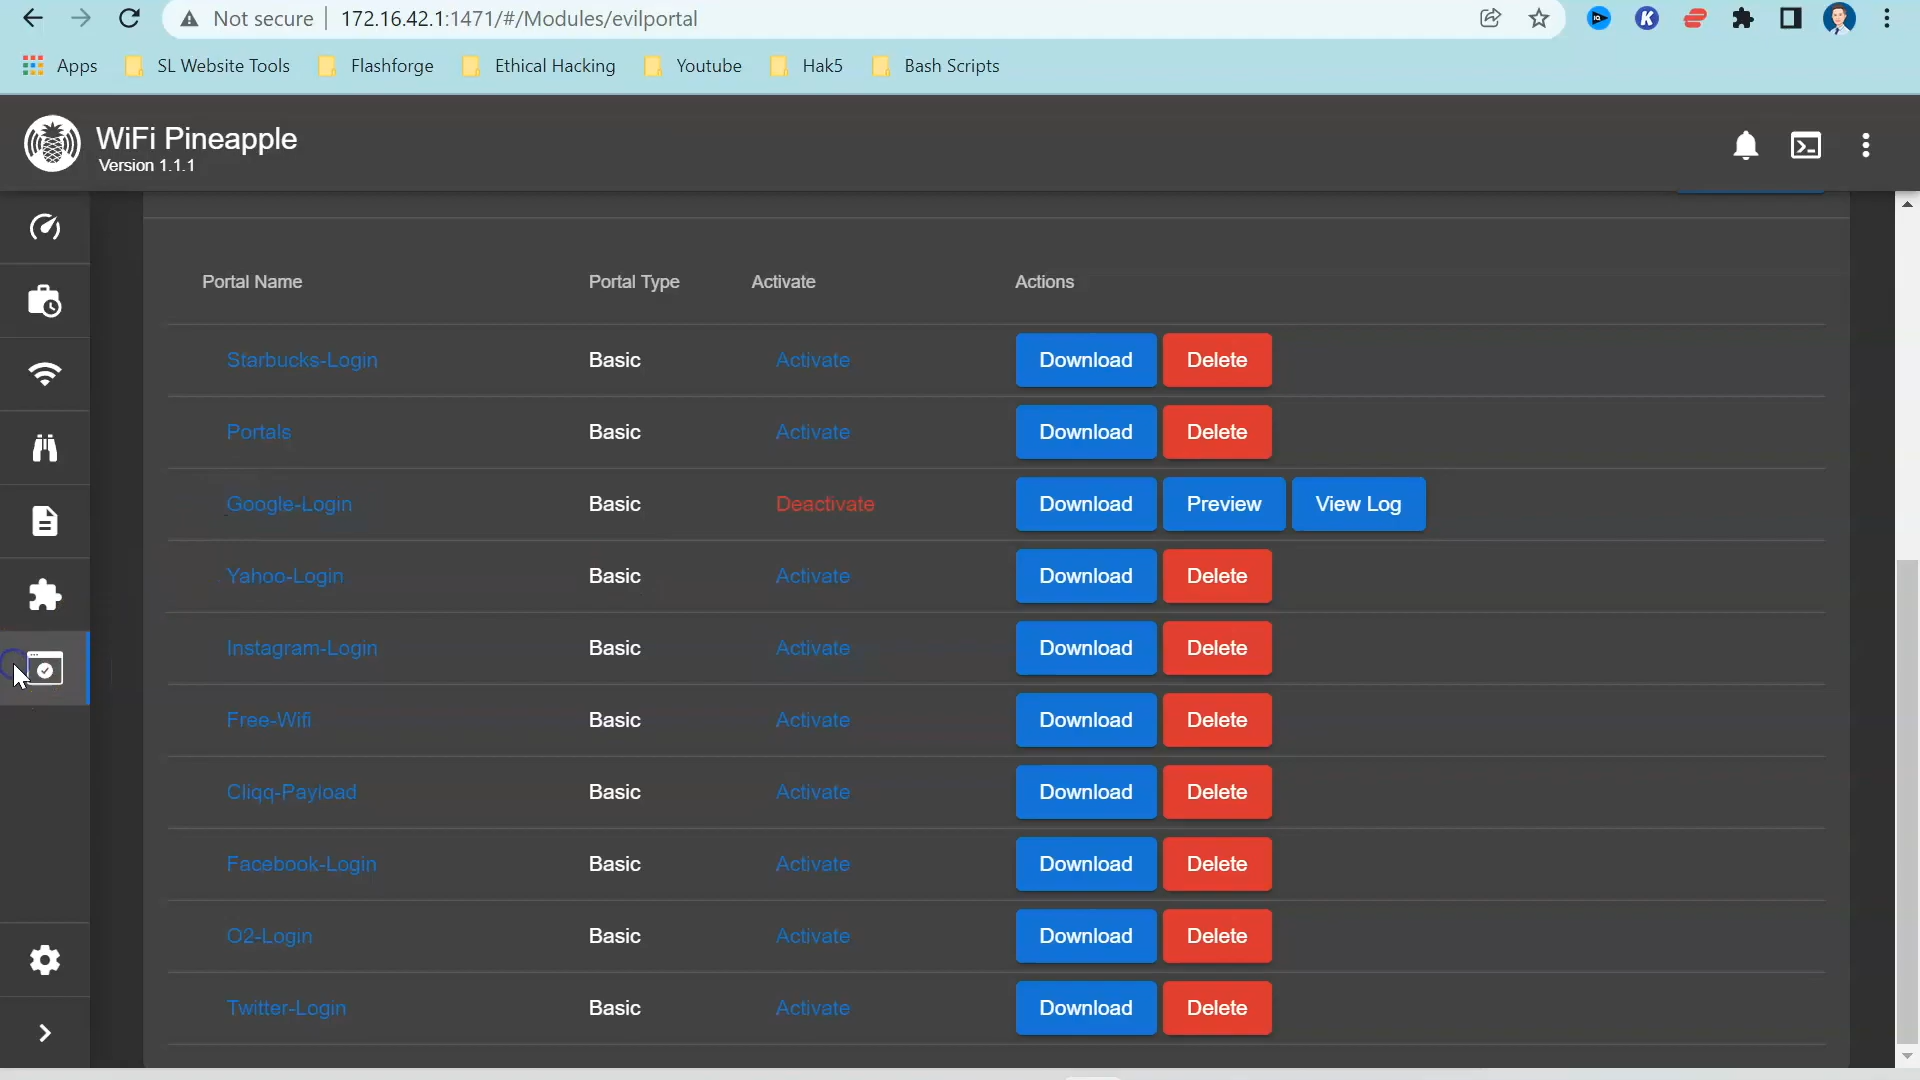 Not secure 172.16.42.1:1471/#/Modules/evilportal
Apps SL Website Tools Flashforge Ethical Hacking Youtube Hak5 Bash Scripts
WiFi Pineapple
Version 1.1.1
Portal Name Portal Type Activate Actions
Starbucks-Login Basic Activate Download Delete
Portals Basic Activate Download Delete
Google-Login Basic Deactivate Download Preview View Log
Yahoo-Login Basic Activate Download Delete
Instagram-Login Basic Activate Download Delete
Free-Wifi Basic Activate Download Delete
Cliqq-Payload Basic Activate Download Delete
Facebook-Login Basic Activate Download Delete
O2-Login Basic Activate Download Delete
Twitter-Login Basic Activate Download Delete